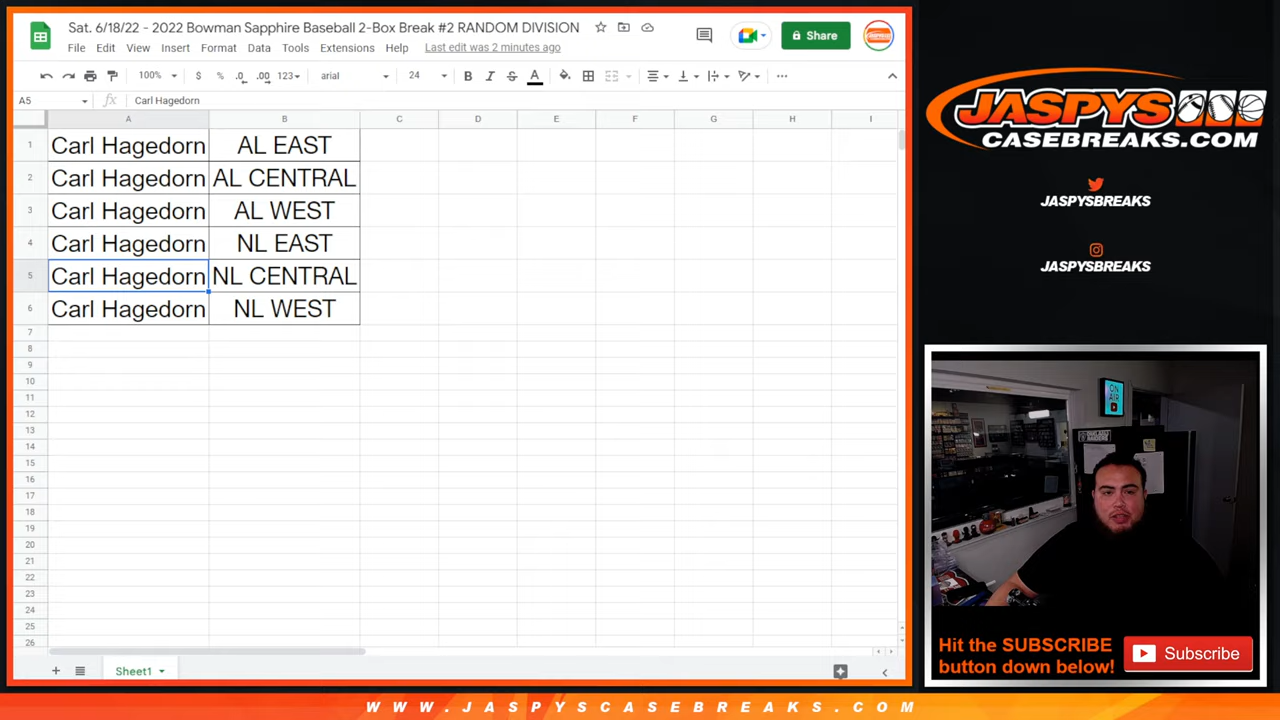 Sat. 6/18/22 - 2022 Bowman Sapphire Baseball 2-Box Break #2 RANDOM DIVISION
File Edit View Insert Format Data Tools Extensions Help Last edit was 2 minutes ago
Share
100% $ % .0 .00 123 arial 24 B I S A
A5 fx Carl Hagedorn
A B C D E F G H I
1 Carl Hagedorn AL EAST
2 Carl Hagedorn AL CENTRAL
3 Carl Hagedorn AL WEST
4 Carl Hagedorn NL EAST
5 Carl Hagedorn NL CENTRAL
6 Carl Hagedorn NL WEST
7
8
9
10
11
12
13
14
15
16
17
18
19
20
21
22
23
24
25
26
Sheet1
JASPYS
CASEBREAKS.COM
JASPYSBREAKS
JASPYSBREAKS
ON
AIR
Hit the SUBSCRIBE
button down below!
Subscribe
WWW.JASPYSCASEBREAKS.COM